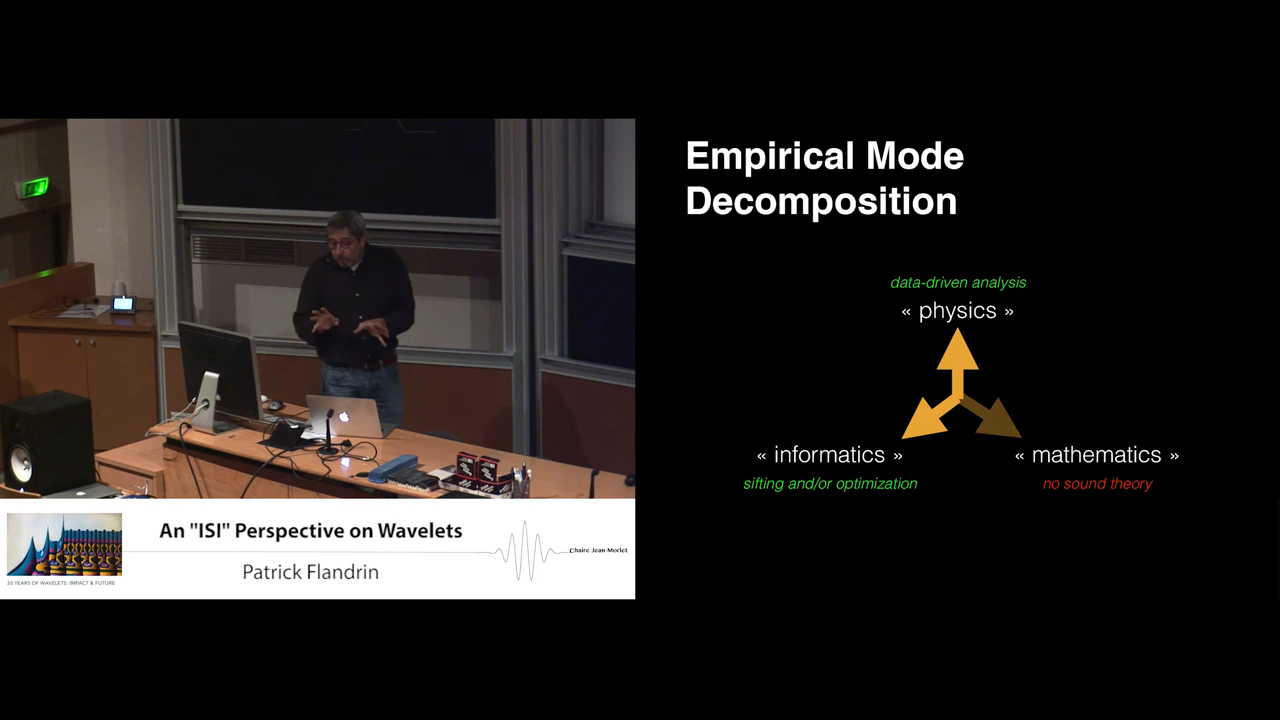 Empirical Mode
Decomposition
data-driven analysis
« physics »
« informatics »
« mathematics »
sifting and/or optimization
no sound theory
An "ISI" Perspective on Wavelets
Chaire Jean-Morlet
Patrick Flandrin
30 YEARS OF WAVELETS: IMPACT & FUTURE